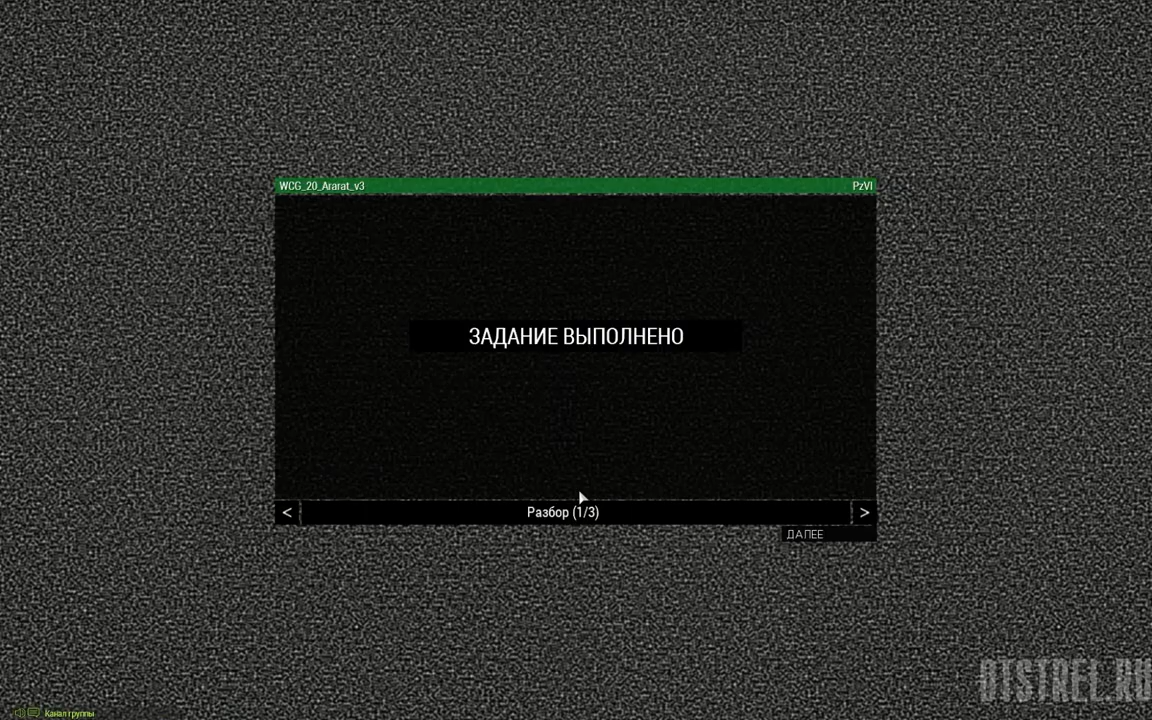 WCG_20_Ararat_v3 PzVI
ЗАДАНИЕ ВЫПОЛНЕНО
< Разбор (1/3) >
ДАЛЕЕ
OTSTREL.RU
Канал группы